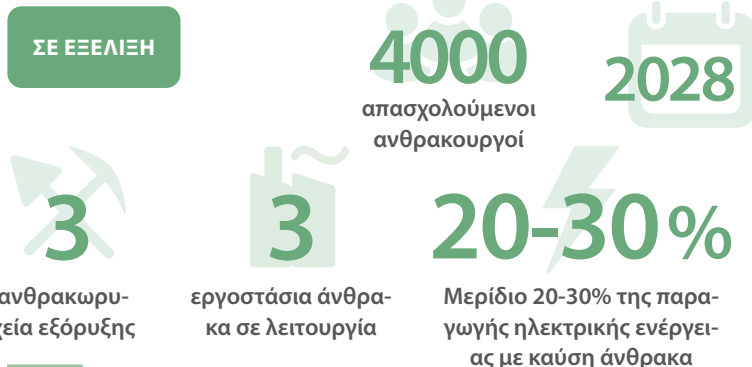 ΣΕ ΕΞΕΛΙΞΗ
4000
απασχολούμενοι
ανθρακουργοί
2028
3
ανθρακωρυ-
χεία εξόρυξης
3
εργοστάσια άνθρα-
κα σε λειτουργία
20-30%
Μερίδιο 20-30% της παρα-
γωγής ηλεκτρικής ενέργει-
ας με καύση άνθρακα